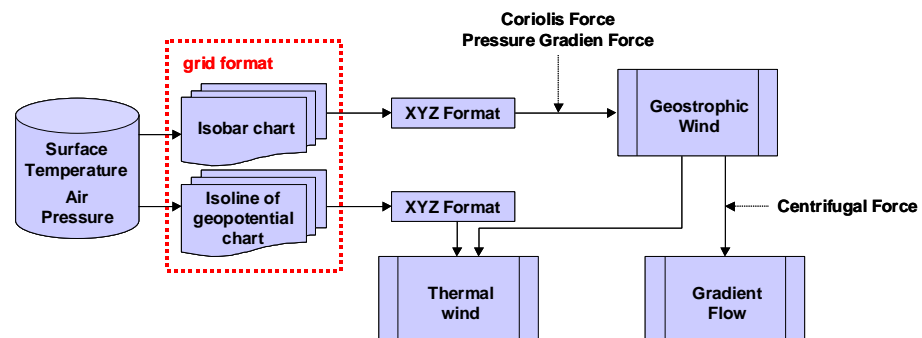 Coriolis Force
Pressure Gradien Force
grid format
Isobar chart
XYZ Format
Geostrophic
Wind
Surface
Temperature
Air
Pressure
Isoline of
geopotential
chart
XYZ Format
Centrifugal Force
Thermal
wind
Gradient
Flow